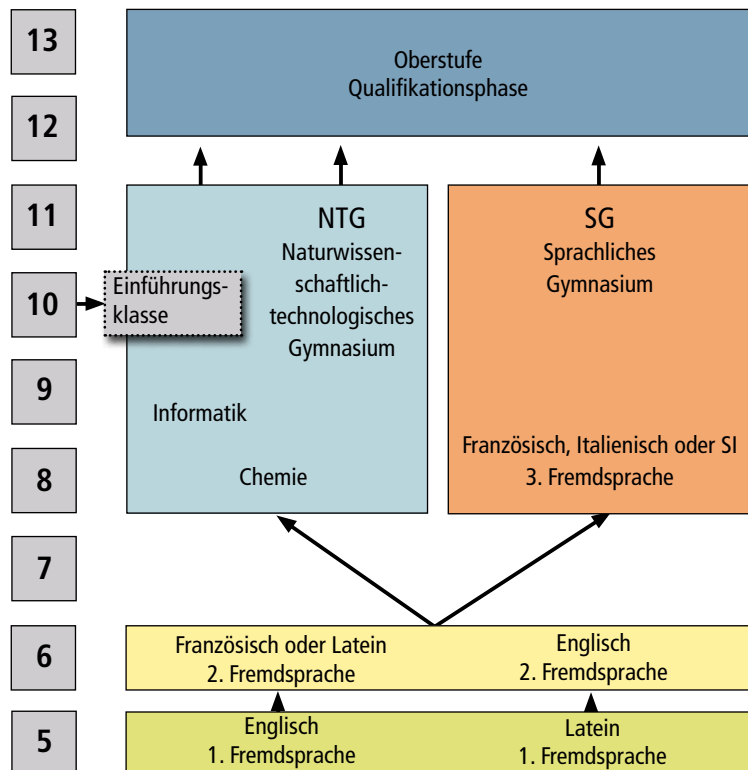 13
Oberstufe
Qualifikationsphase
12
11
NTG
Naturwissen-
schaftlich-
technologisches
Gymnasium
SG
Sprachliches
Gymnasium
10
Einführungs-
klasse
9
Informatik
Französisch, Italienisch oder SI
3. Fremdsprache
8
Chemie
7
6
Französisch oder Latein
2. Fremdsprache
Englisch
2. Fremdsprache
5
Englisch
1. Fremdsprache
Latein
1. Fremdsprache